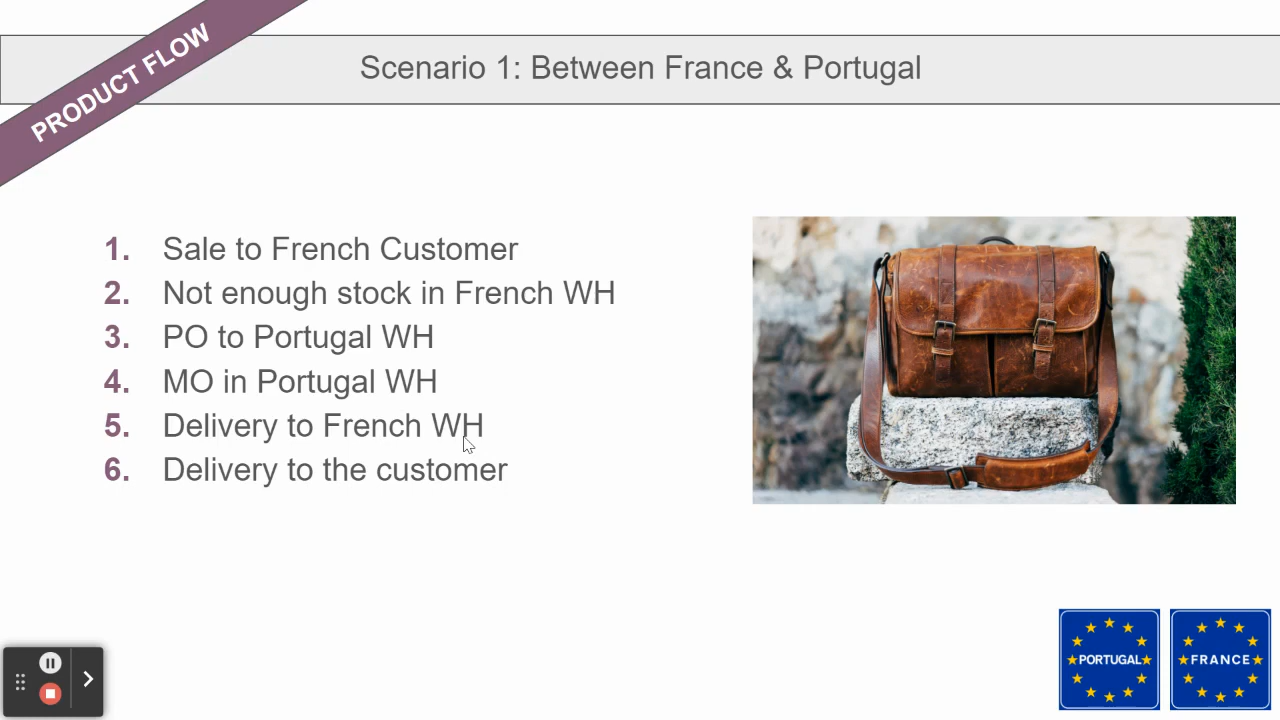 PRODUCT FLOW
Scenario 1: Between France & Portugal
1. Sale to French Customer
2. Not enough stock in French WH
3. PO to Portugal WH
4. MO in Portugal WH
5. Delivery to French WH
6. Delivery to the customer
PORTUGAL
FRANCE